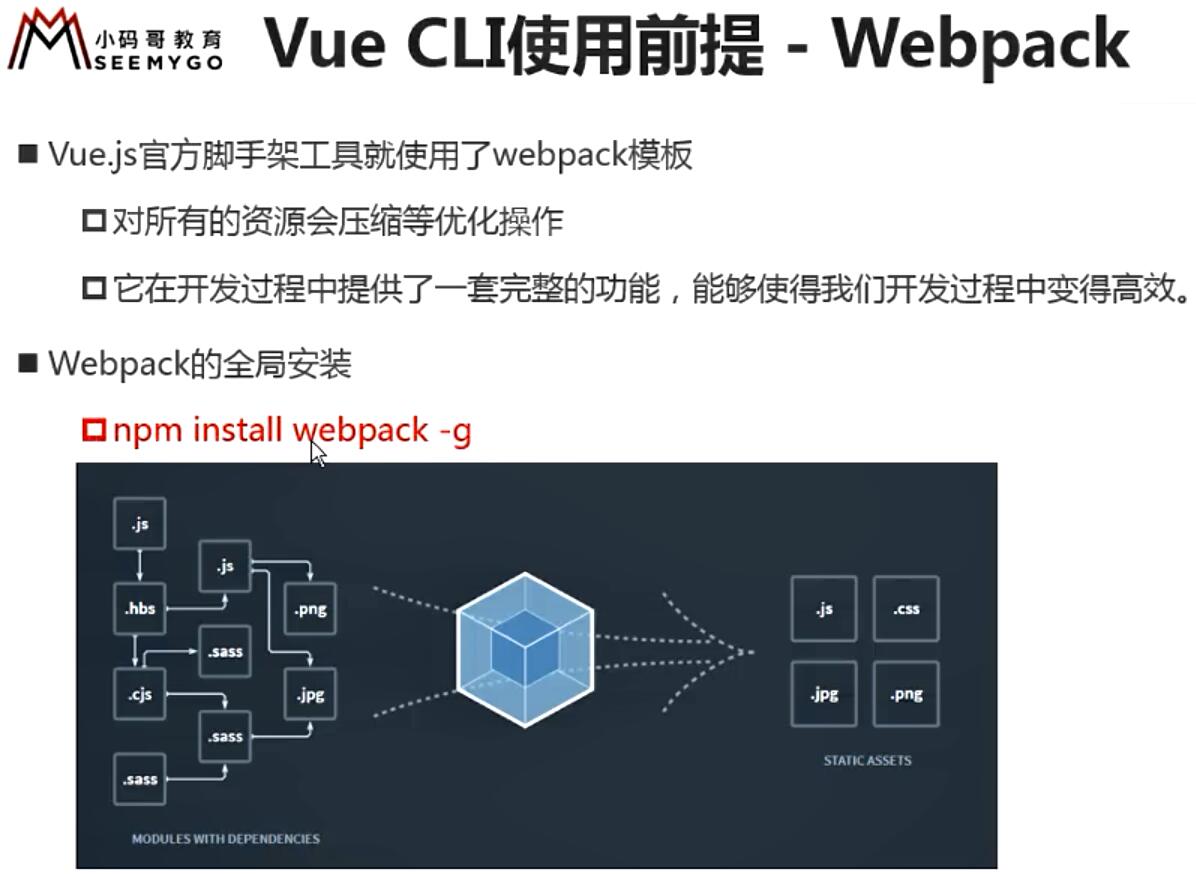 小码哥教育
SEEMYGO
Vue CLI使用前提 - Webpack
Vue.js官方脚手架工具就使用了webpack模板
对所有的资源会压缩等优化操作
它在开发过程中提供了一套完整的功能，能够使得我们开发过程中变得高效。
Webpack的全局安装
npm install webpack -g
.js
.js
.hbs
.png
.sass
.cjs
.jpg
.sass
.sass
MODULES WITH DEPENDENCIES
.js .css
.jpg .png
STATIC ASSETS